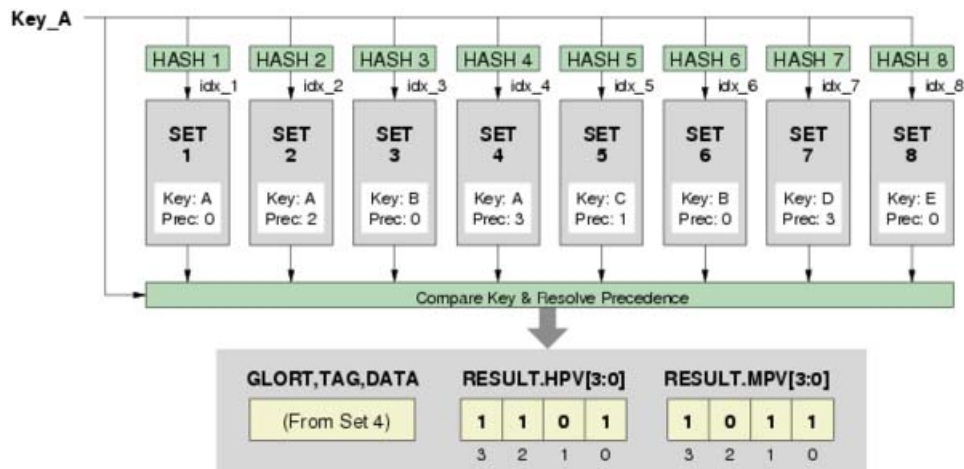 Key_A
HASH 1 HASH 2 HASH 3 HASH 4 HASH 5 HASH 6 HASH 7 HASH 8
idx_1 idx_2 idx_3 idx_4 idx_5 idx_6 idx_7 idx_8
SET SET SET SET SET SET SET SET
1 2 3 4 5 6 7 8
Key: A Key: A Key: B Key: A Key: C Key: B Key: D Key: E
Prec: 0 Prec: 2 Prec: 0 Prec: 3 Prec: 1 Prec: 0 Prec: 3 Prec: 0
Compare Key & Resolve Precedence
GLORT,TAG,DATA RESULT.HPV[3:0] RESULT.MPV[3:0]
(From Set 4) 1 1 0 1 1 0 1 1
3 2 1 0 3 2 1 0